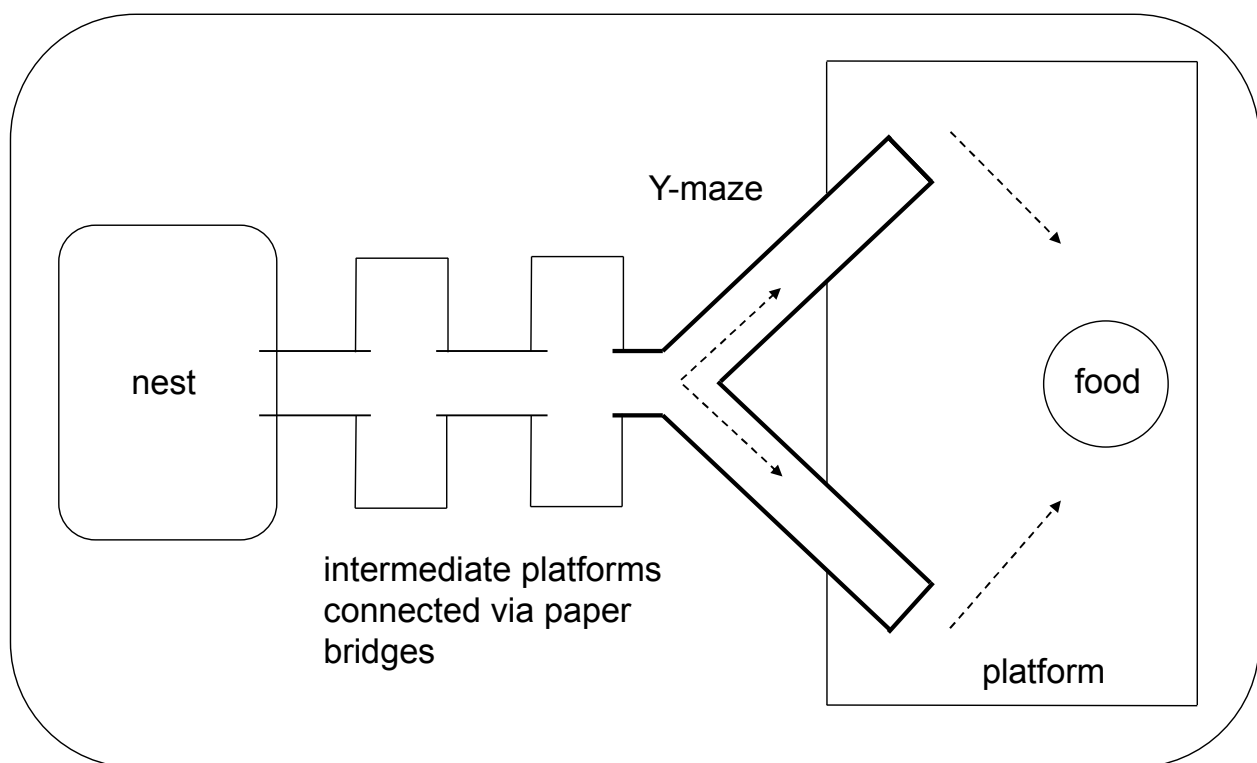 Y-maze
nest
food
intermediate platforms
connected via paper
bridges
platform